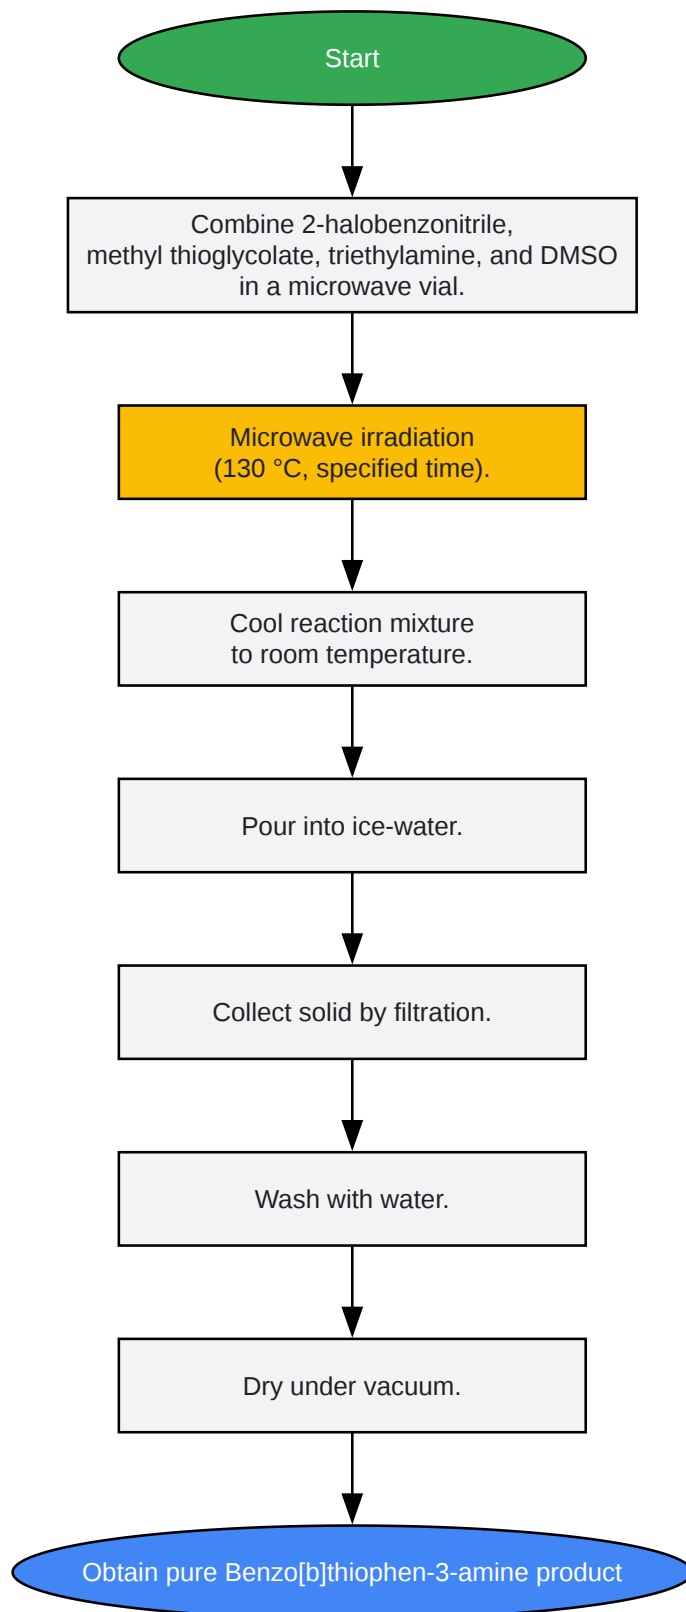 Start
Combine 2-halobenzonitrile,
methyl thioglycolate, triethylamine, and DMSO
in a microwave vial.
Microwave irradiation
(130 °C, specified time).
Cool reaction mixture
to room temperature.
Pour into ice-water.
Collect solid by filtration.
Wash with water.
Dry under vacuum.
Obtain pure Benzo[b]thiophen-3-amine product